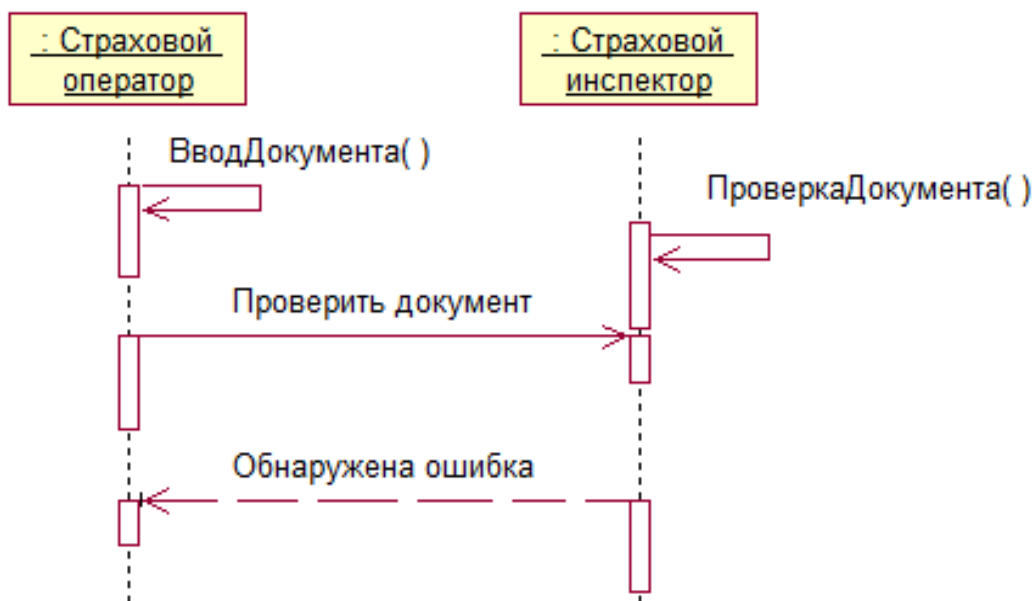 : Страховой
оператор
: Страховой
инспектор
ВводДокумента( )
ПроверкаДокумента( )
Проверить документ
Обнаружена ошибка